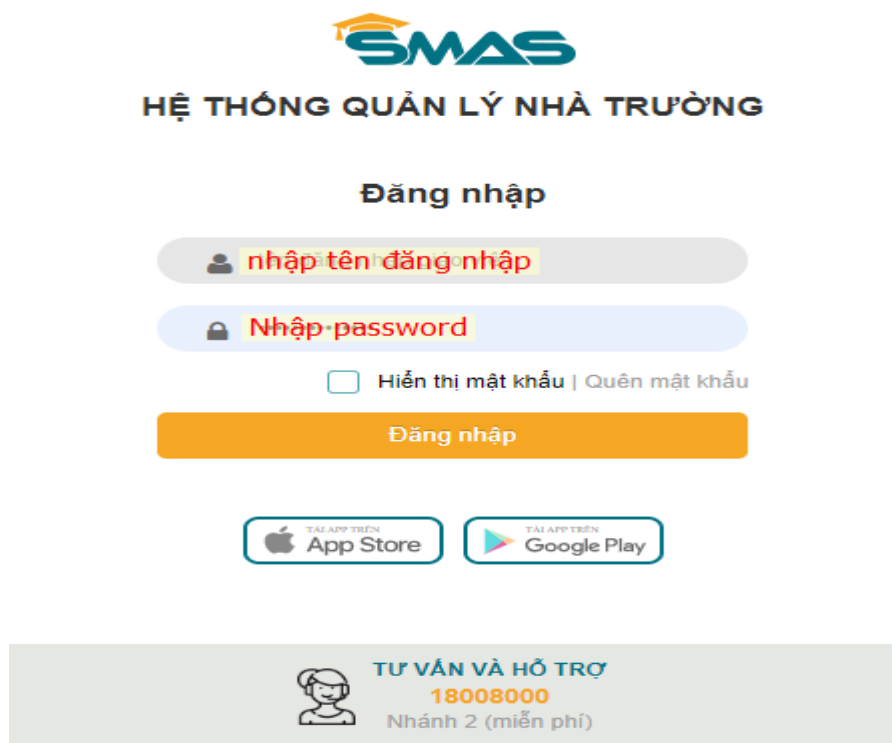 SMAS
HỆ THỐNG QUẢN LÝ NHÀ TRƯỜNG
Đăng nhập
nhập tên đăng nhập
Nhập password
Hiển thị mật khẩu | Quên mật khẩu
Đăng nhập
TẢI APP TRÊN
App Store
TẢI APP TRÊN
Google Play
TƯ VẤN VÀ HỖ TRỢ
18008000
Nhánh 2 (miễn phí)